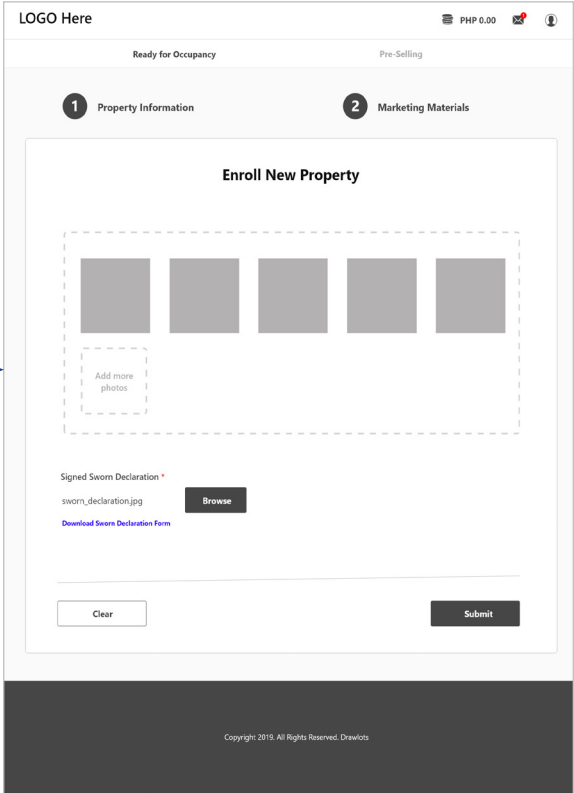 LOGO Here
PHP 0.00
1
Ready for Occupancy
Pre-Selling
1 Property Information
2 Marketing Materials
Enroll New Property
Add more
photos
Signed Sworn Declaration *
sworn_declaration.jpg
Browse
Download Sworn Declaration Form
Clear
Submit
Copyright 2019. All Rights Reserved. Drawlots